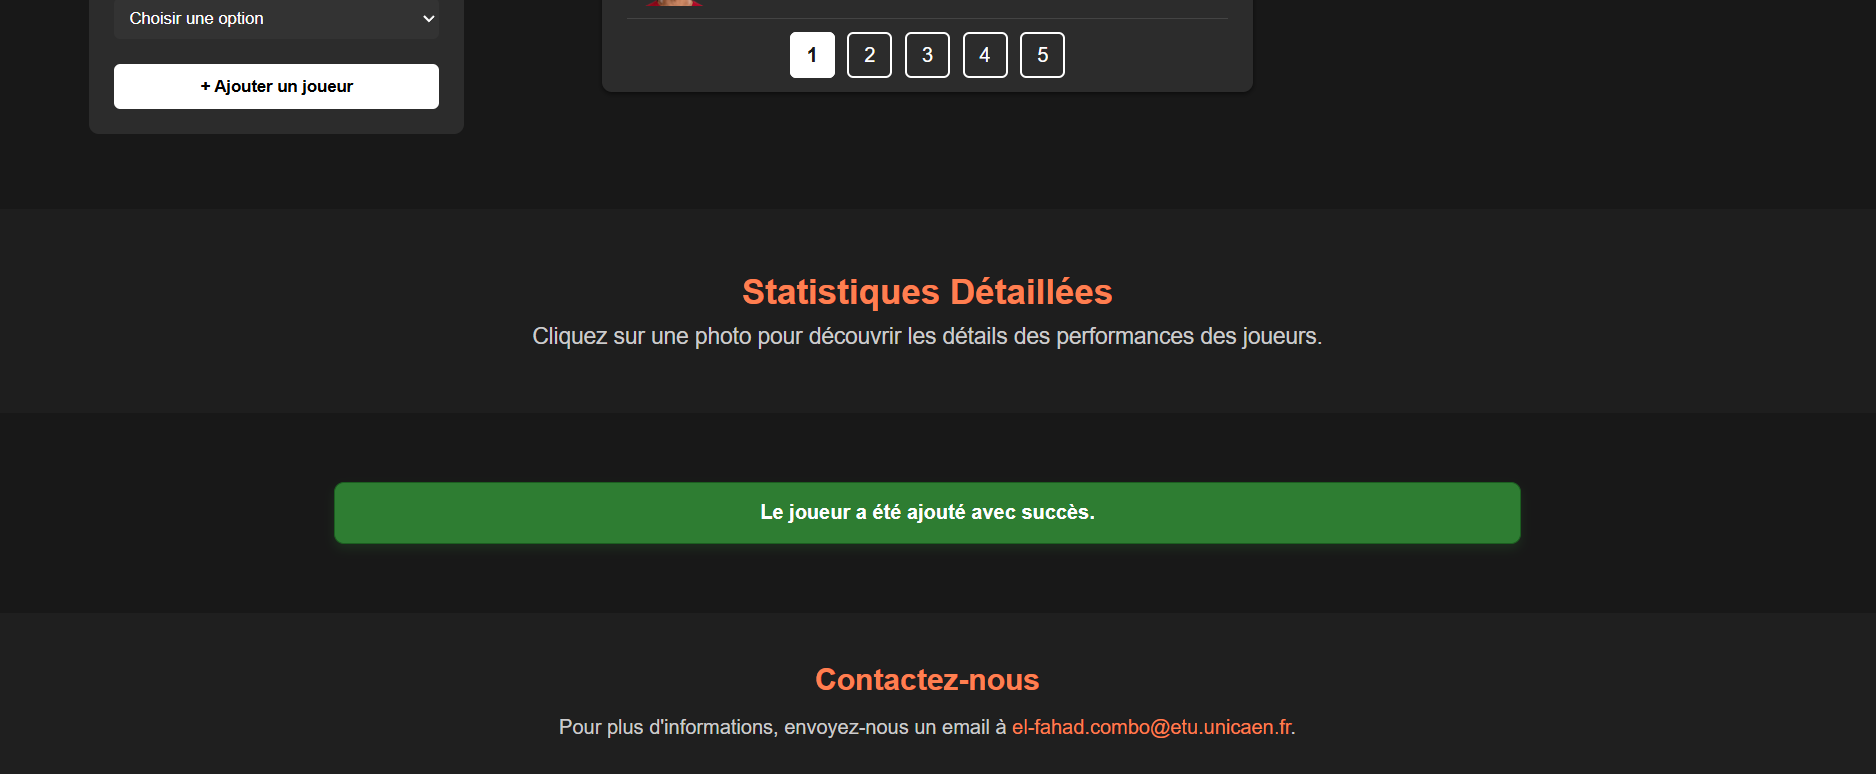 Choisir une option
+ Ajouter un joueur
1 2 3 4 5
Statistiques Détaillées
Cliquez sur une photo pour découvrir les détails des performances des joueurs.
Le joueur a été ajouté avec succès.
Contactez-nous
Pour plus d'informations, envoyez-nous un email à el-fahad.combo@etu.unicaen.fr.